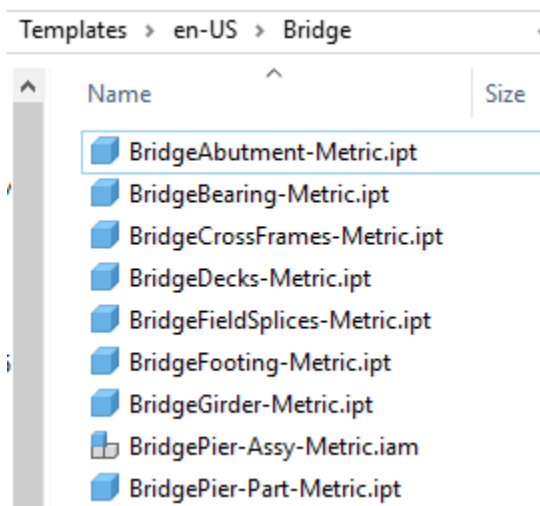 Templates > en-US > Bridge
Name Size
BridgeAbutment-Metric.ipt
BridgeBearing-Metric.ipt
BridgeCrossFrames-Metric.ipt
BridgeDecks-Metric.ipt
BridgeFieldSplices-Metric.ipt
BridgeFooting-Metric.ipt
BridgeGirder-Metric.ipt
BridgePier-Assy-Metric.iam
BridgePier-Part-Metric.ipt